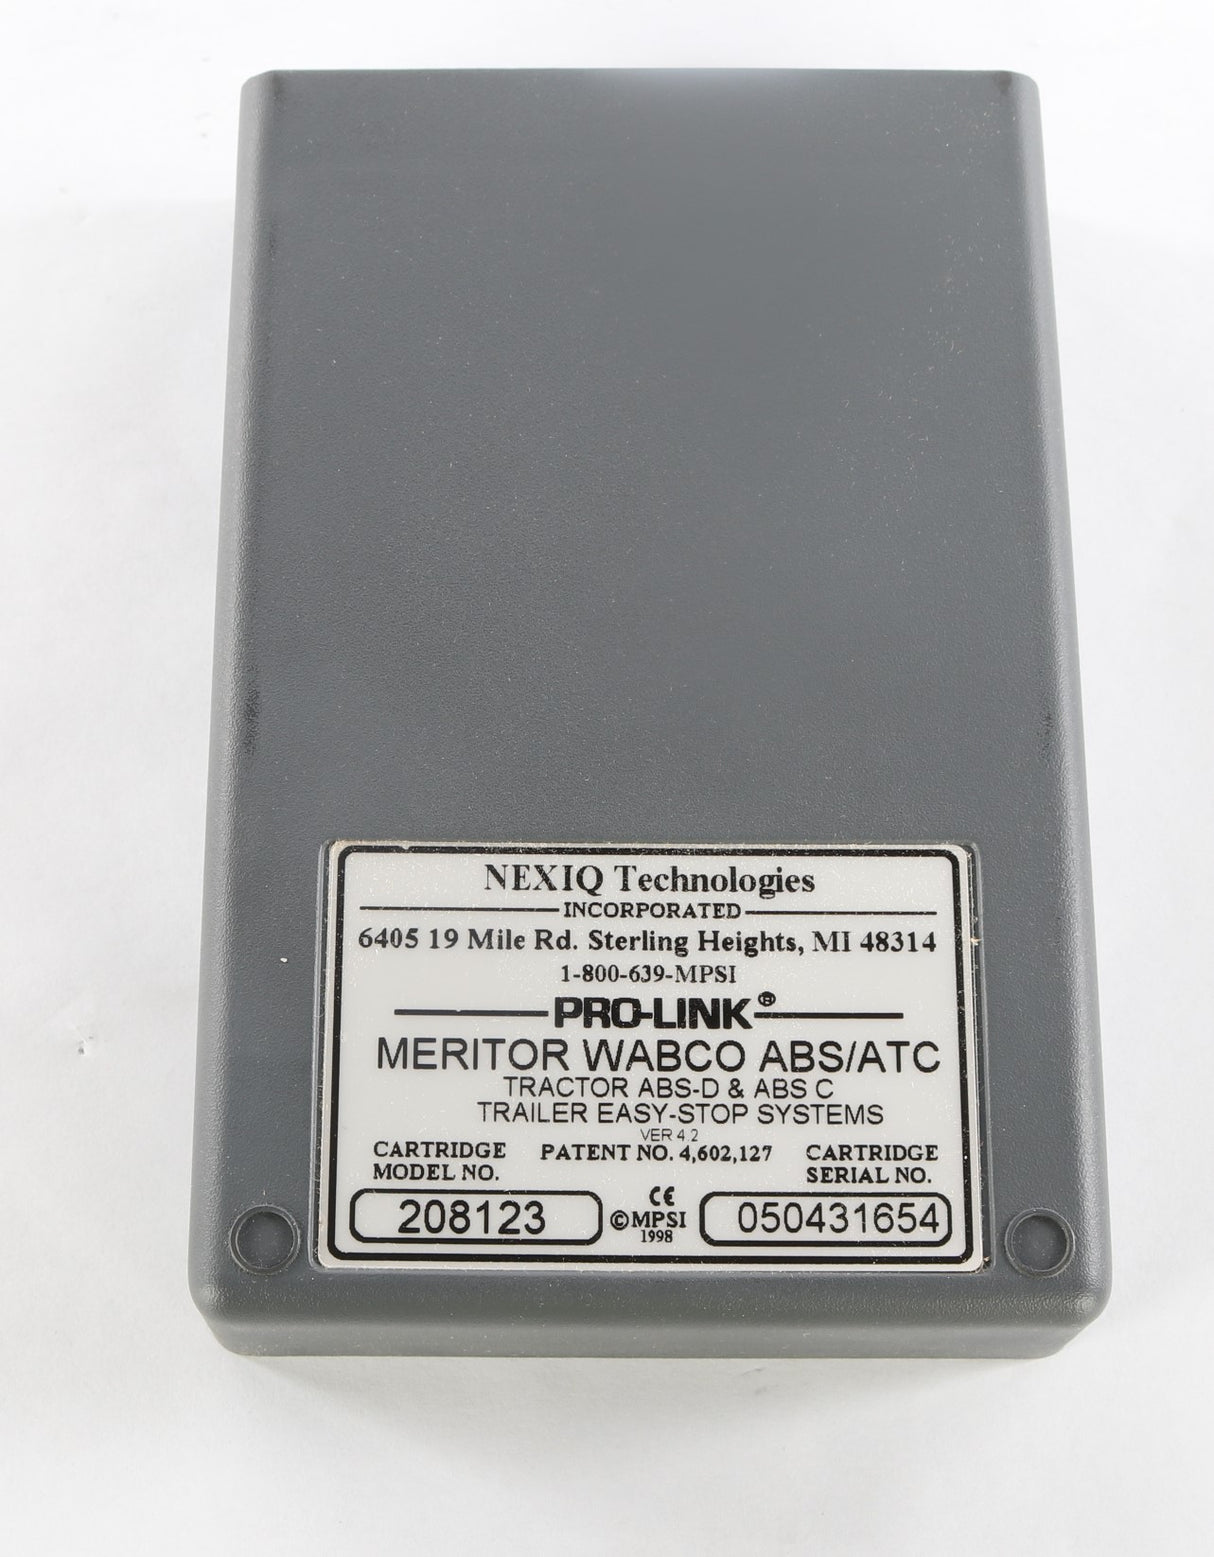 NEXIQ Technologies
INCORPORATED
6405 19 Mile Rd. Sterling Heights, MI 48314
1-800-639-MPSI
PRO-LINK®
MERITOR WABCO ABS/ATC
TRACTOR ABS-D & ABS C
TRAILER EASY-STOP SYSTEMS
VER 4.2
CARTRIDGE MODEL NO. PATENT NO. 4,602,127 CARTRIDGE SERIAL NO.
208123 CE ©MPSI 1998 050431654